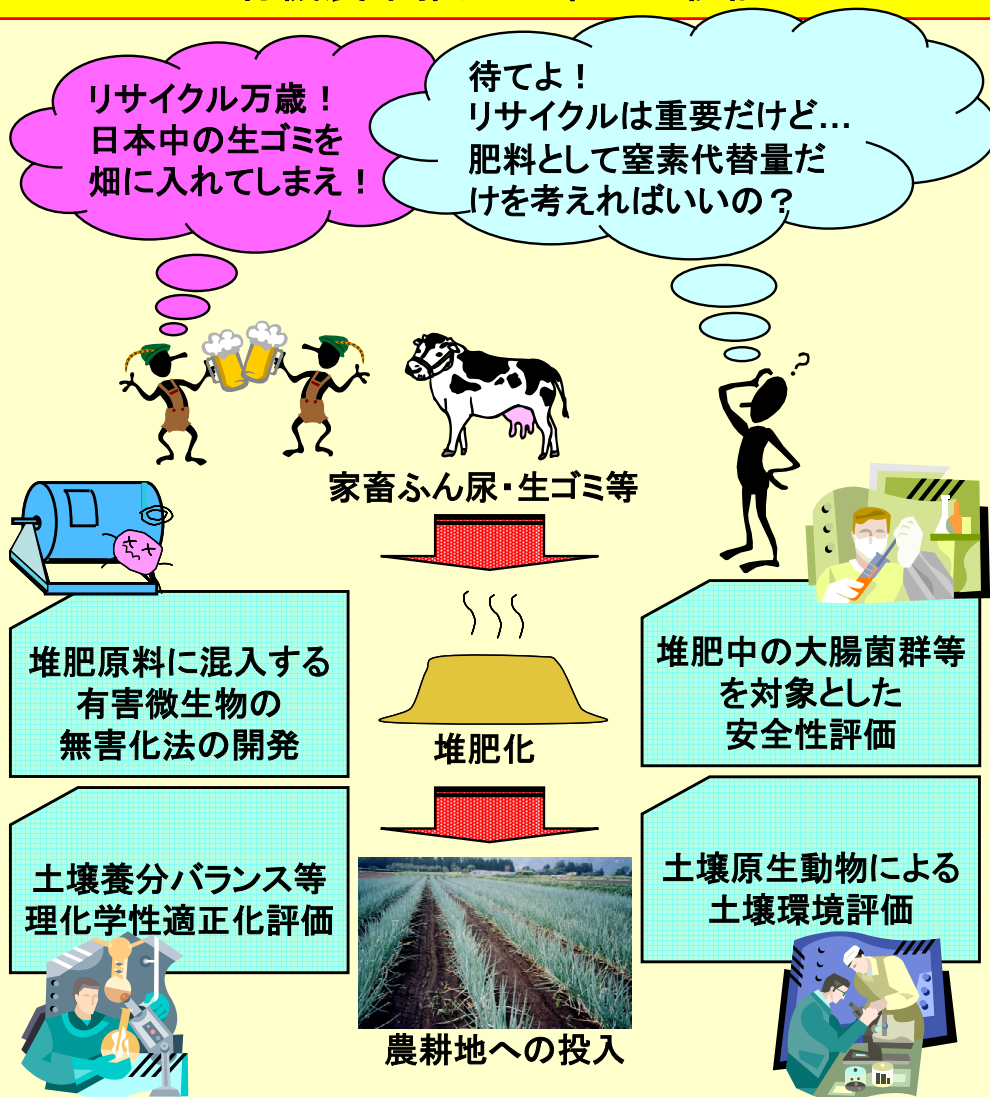 リサイクル万歳！
日本中の生ゴミを
畑に入れてしまえ！
待てよ！
リサイクルは重要だけど…
肥料として窒素代替量だ
けを考えればいいの？
家畜ふん尿・生ゴミ等
堆肥原料に混入する
有害微生物の
無害化法の開発
堆肥化
堆肥中の大腸菌群等
を対象とした
安全性評価
土壌養分バランス等
理化学性適正化評価
土壌原生動物による
土壌環境評価
農耕地への投入